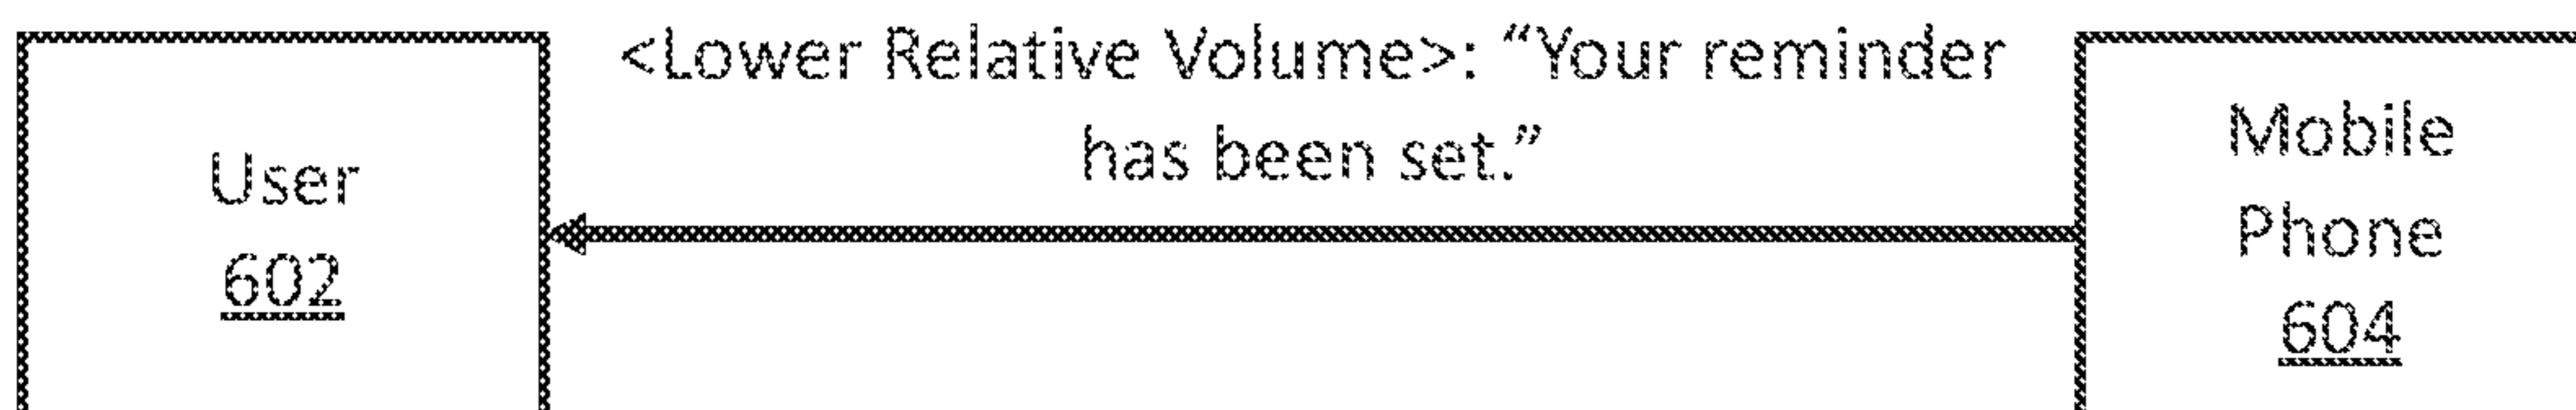 User
602
<Lower Relative Volume>: “Your reminder
has been set.”
Mobile
Phone
604